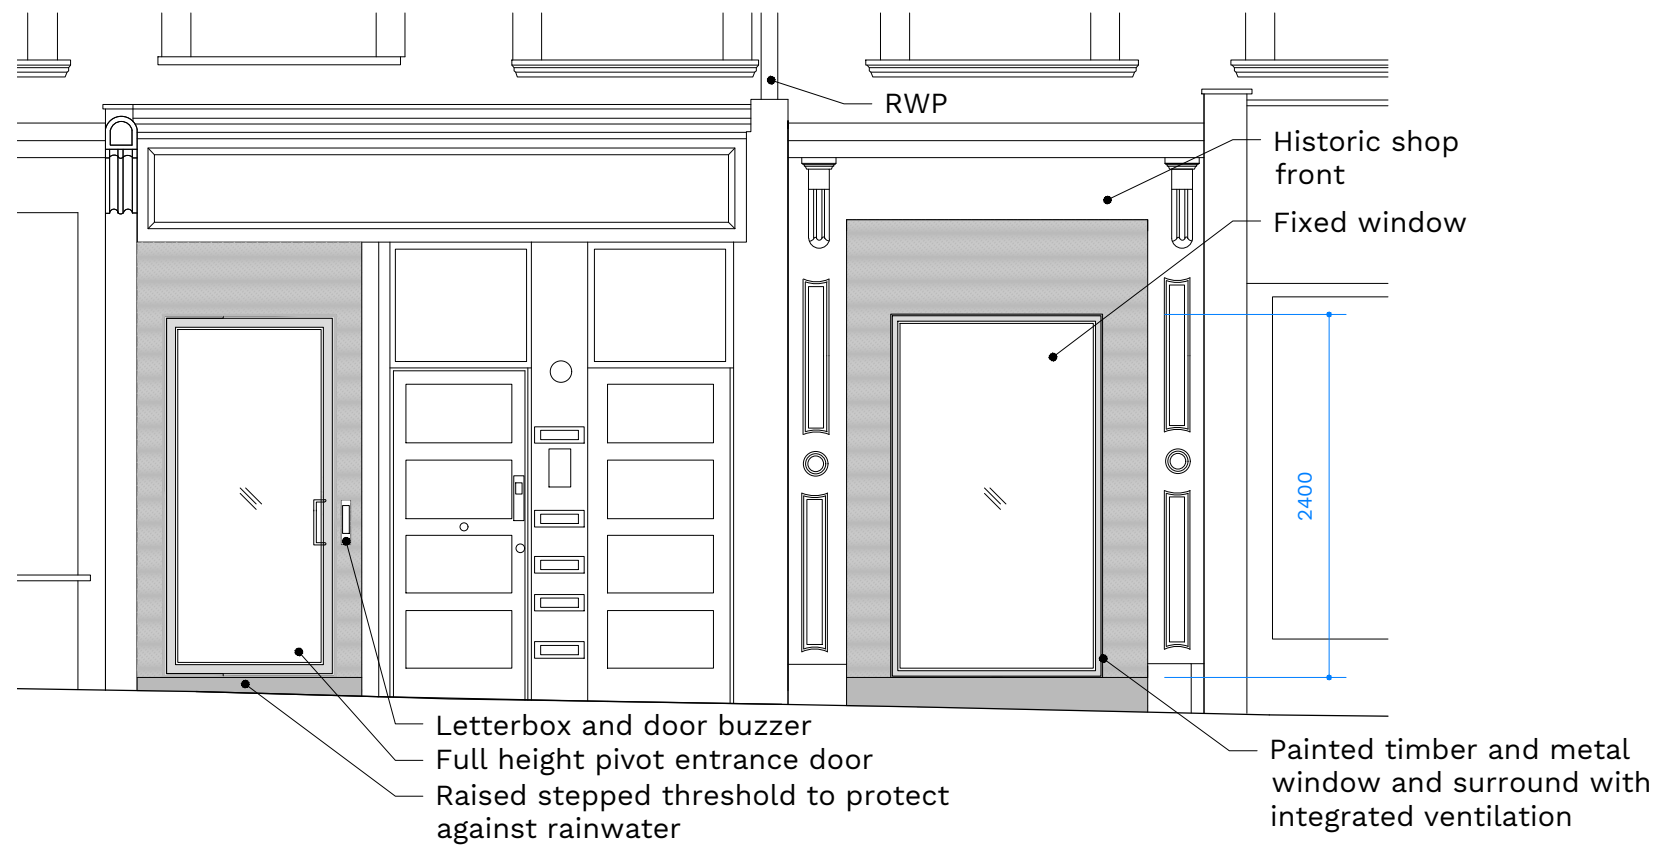 RWP
Historic shop
front
Fixed window
2400
Letterbox and door buzzer
Full height pivot entrance door
Raised stepped threshold to protect
against rainwater
Painted timber and metal
window and surround with
integrated ventilation